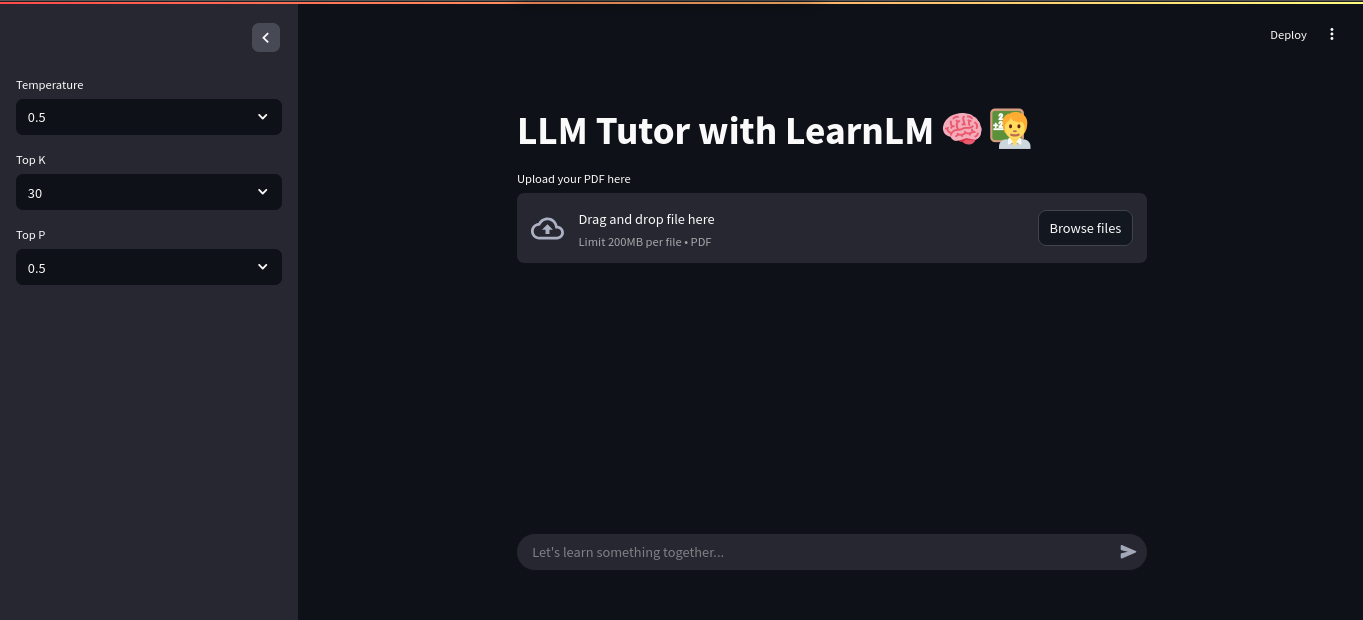 Deploy
Temperature
0.5
Top K
30
Top P
0.5
LLM Tutor with LearnLM 🧠🧑‍🏫
Upload your PDF here
Drag and drop file here
Limit 200MB per file • PDF
Browse files
Let's learn something together...